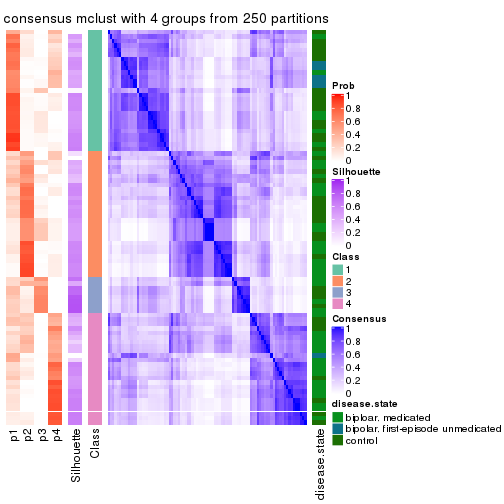 consensus mclust with 4 groups from 250 partitions
Prob
1
0.8
0.6
0.4
0.2
0
Silhouette
1
0.8
0.6
0.4
0.2
0
Class
1
2
3
4
Consensus
1
0.8
0.6
0.4
0.2
0
disease.state
biploar, medicated
bipolar, first-episode unmedicated
control
p1
p2
p3
p4
Silhouette
Class
disease.state